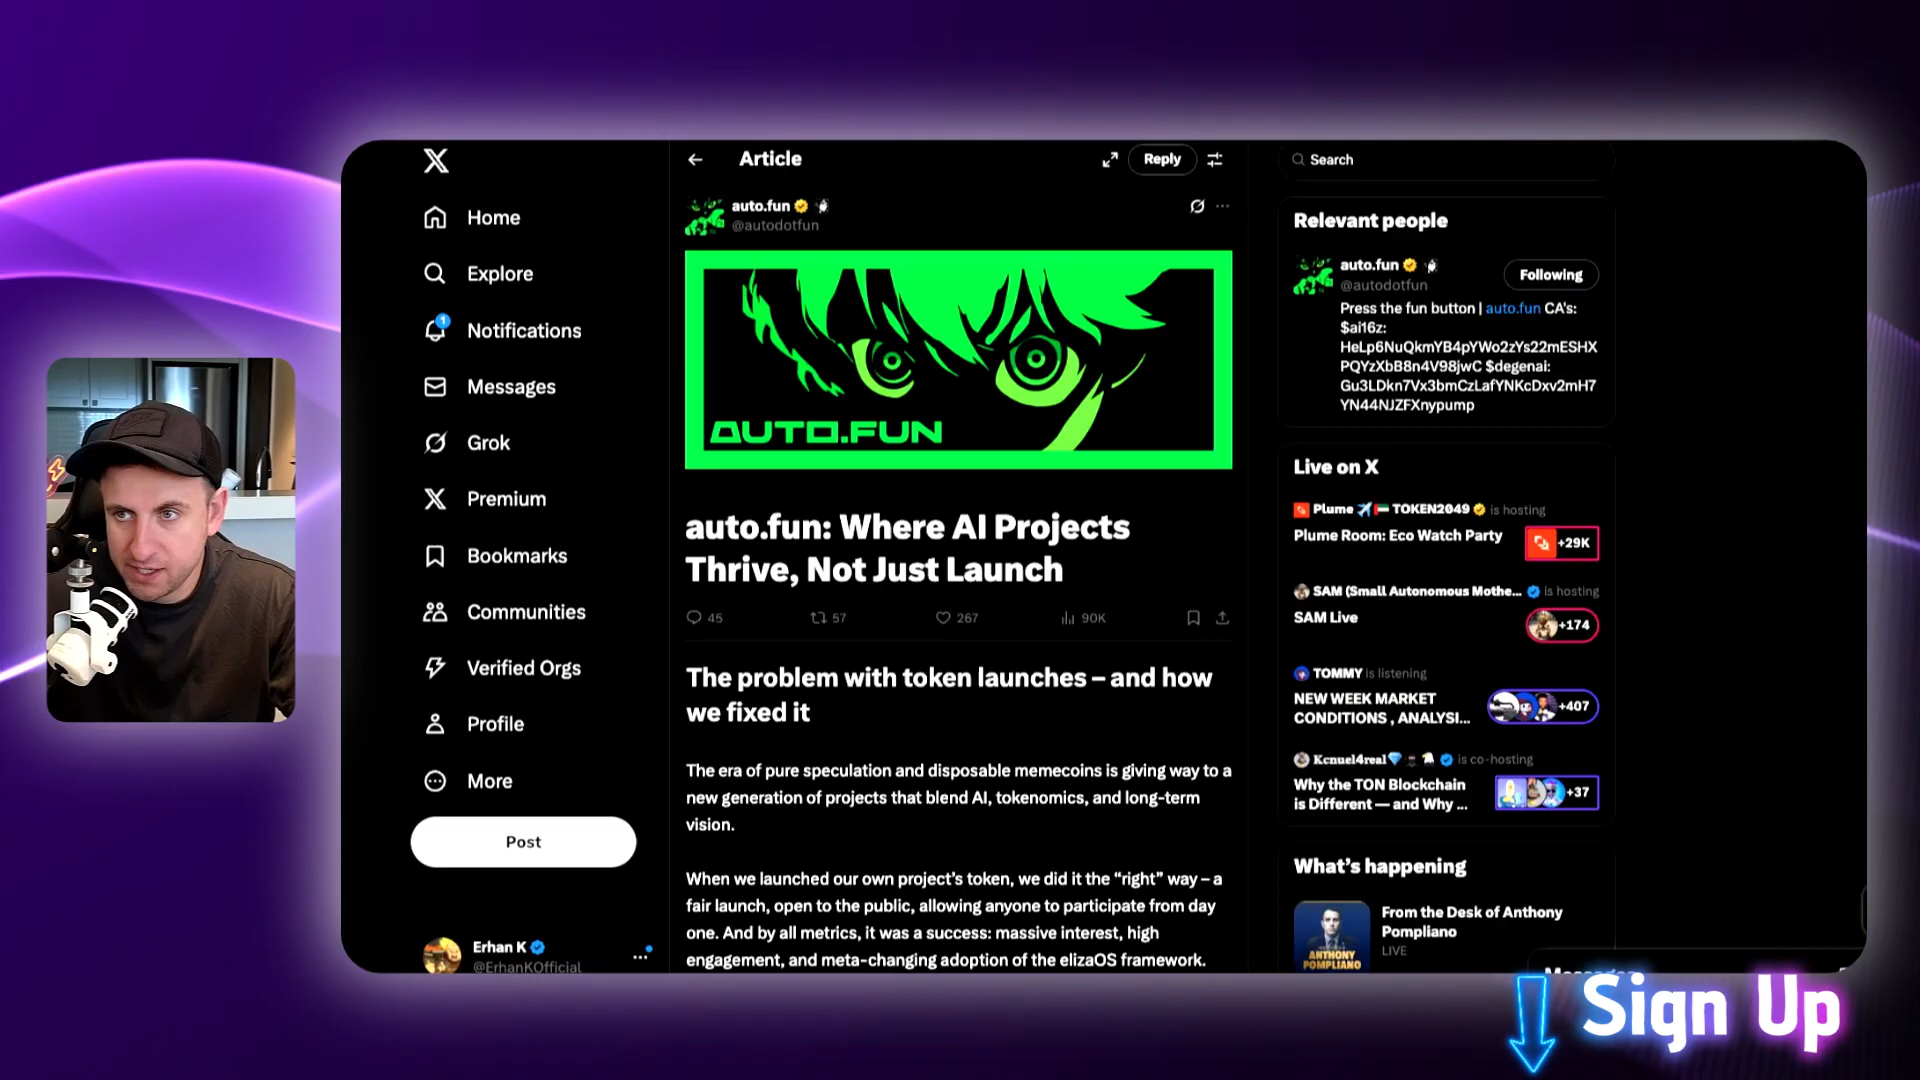 Home
Explore
1
Notifications
Messages
Grok
Premium
Bookmarks
Communities
Verified Orgs
Profile
More
Post
Erhan K
@ErhanKOfficial
Article
Reply
auto.fun
@autodotfun
AUTO.FUN
auto.fun: Where AI Projects
Thrive, Not Just Launch
45
57
267
90K
The problem with token launches – and how
we fixed it
The era of pure speculation and disposable memecoins is giving way to a
new generation of projects that blend AI, tokenomics, and long-term
vision.
When we launched our own project’s token, we did it the “right” way – a
fair launch, open to the public, allowing anyone to participate from day
one. And by all metrics, it was a success: massive interest, high
engagement, and meta-changing adoption of the elizaOS framework.
Search
Relevant people
auto.fun
@autodotfun
Following
Press the fun button | auto.fun CA's:
$ai16z:
HeLp6NuQkmYB4pYWo2zYs22mESHX
PQYzXbB8n4V98jwC $degenai:
Gu3LDkn7Vx3bmCzLafYNKcDxv2mH7
YN44NJZFXnypump
Live on X
Plume TOKEN2049 is hosting
Plume Room: Eco Watch Party
+29K
SAM (Small Autonomous Mothe... is hosting
SAM Live
+174
TOMMY is listening
NEW WEEK MARKET
CONDITIONS , ANALYSI...
+407
Kcnuel4real is co-hosting
Why the TON Blockchain
is Different — and Why ...
+37
What’s happening
From the Desk of Anthony
Pompliano
LIVE
ANTHONY
POMPLIANO
Sign Up